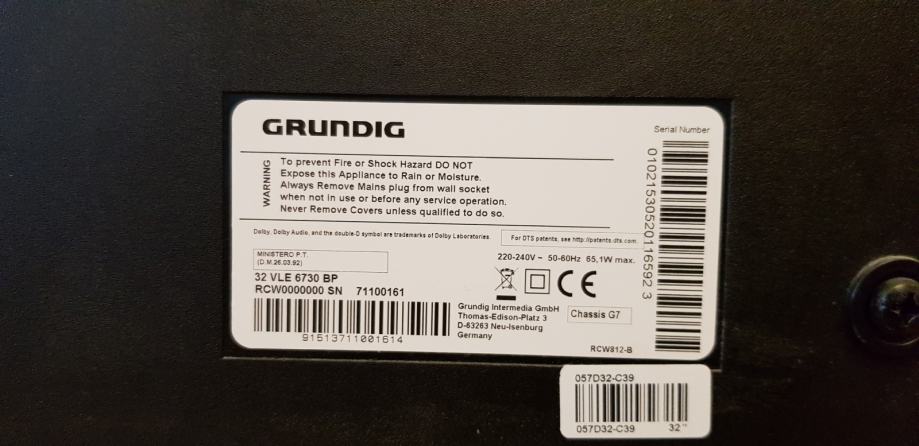 GRUNDIG
Serial Number
WARNING
To prevent Fire or Shock Hazard DO NOT
Expose this Appliance to Rain or Moisture.
Always Remove Mains plug from wall socket
when not in use or before any service operation.
Never Remove Covers unless qualified to do so.
Dolby, Dolby Audio, and the double-D symbol are trademarks of Dolby Laboratories.
For DTS patents, see http://patents.dts.com.
MINISTERO P.T.
(D.M.26.03.92)
220-240V ~ 50-60Hz 65,1W max.
32 VLE 6730 BP
RCW0000000 SN 71100161
91513711001614
CE
Grundig Intermedia GmbH
Thomas-Edison-Platz 3
D-63263 Neu-Isenburg
Germany
Chassis G7
RCW812-B
01021530520116592 3
057D32-C39
057D32-C39 32"